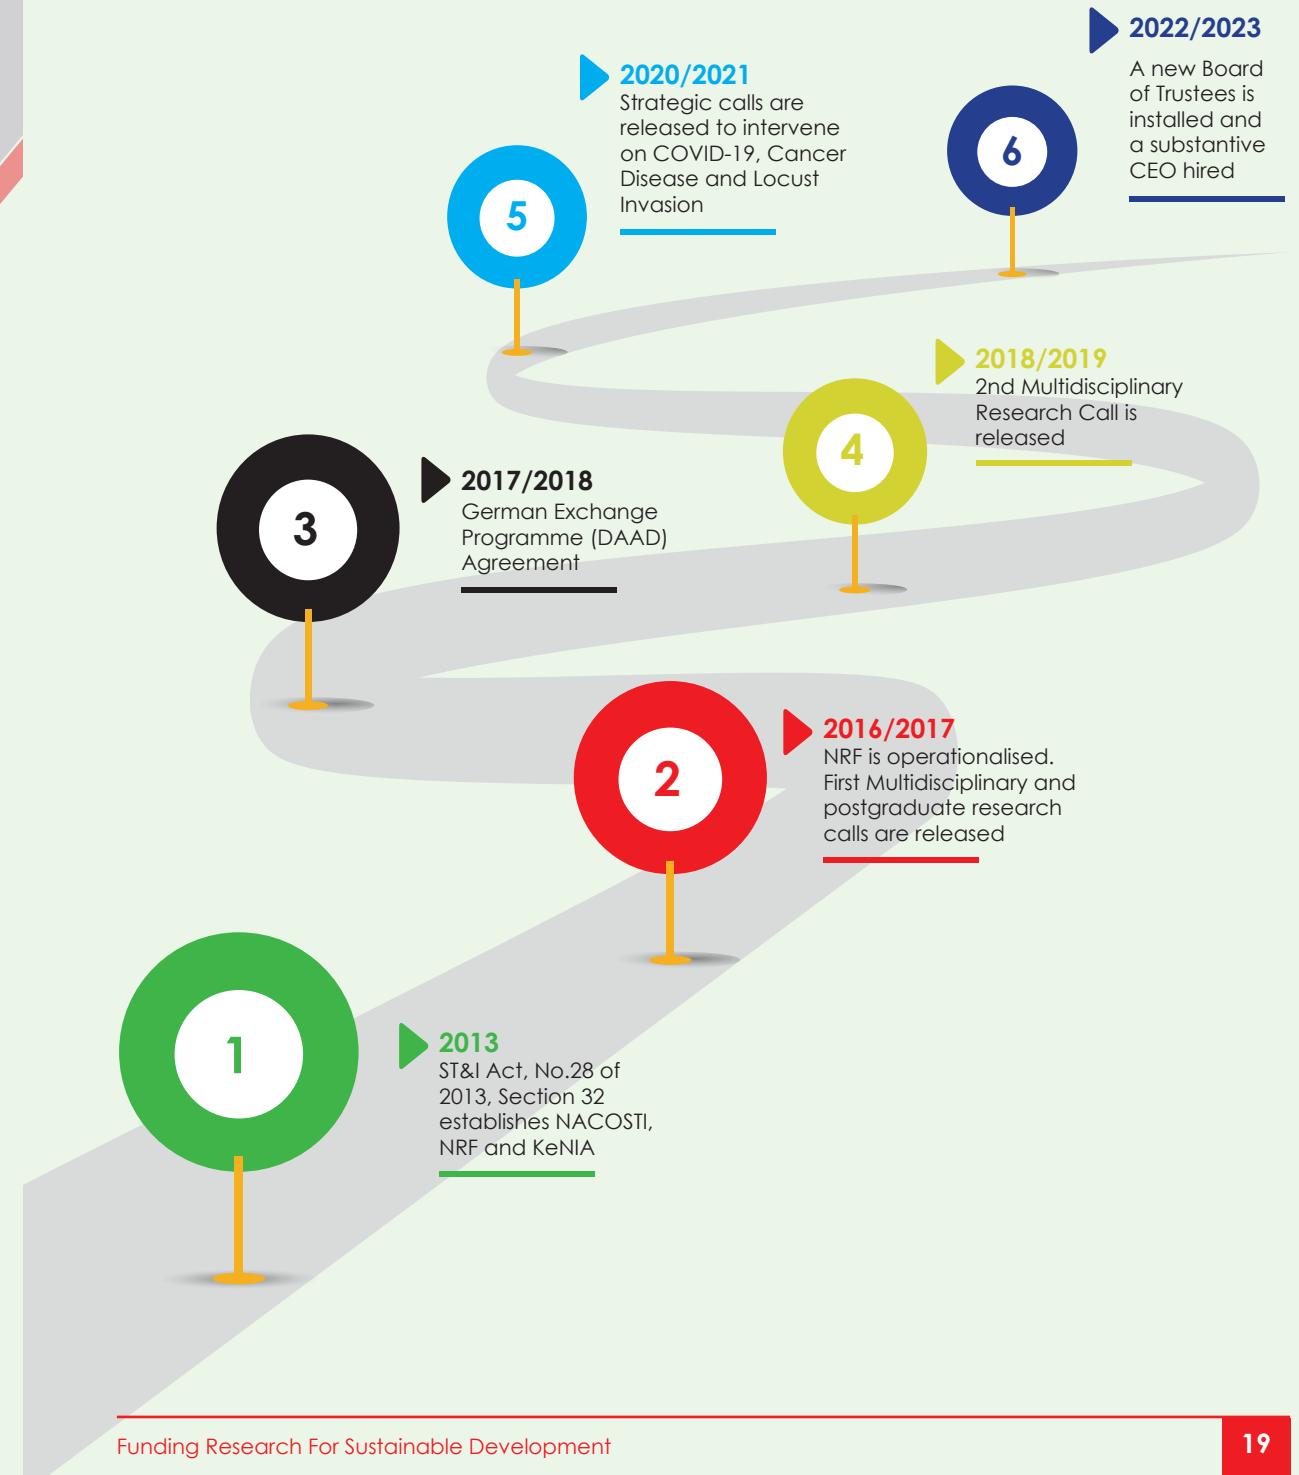 2022/2023
A new Board
of Trustees is
installed and
a substantive
CEO hired
6
2020/2021
Strategic calls are
released to intervene
on COVID-19, Cancer
Disease and Locust
Invasion
5
2018/2019
2nd Multidisciplinary
Research Call is
released
4
2017/2018
German Exchange
Programme (DAAD)
Agreement
3
2016/2017
NRF is operationalised.
First Multidisciplinary and
postgraduate research
calls are released
2
2013
ST&I Act, No.28 of
2013, Section 32
establishes NACOSTI,
NRF and KeNIA
1
Funding Research For Sustainable Development
19